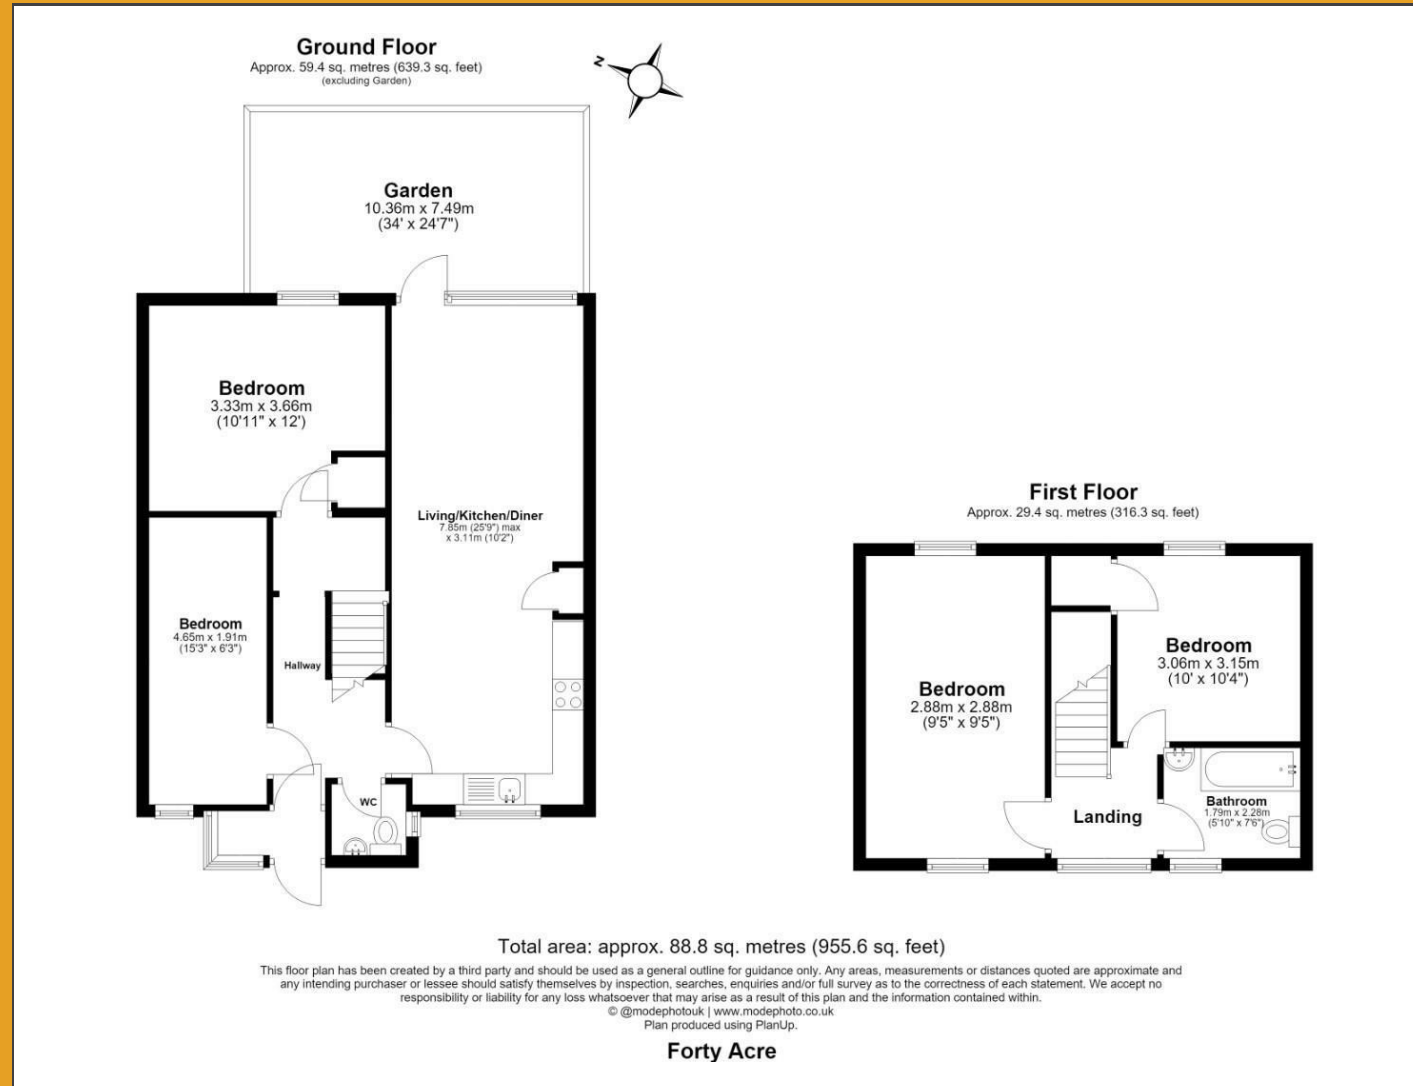 Ground Floor
Approx. 59.4 sq. metres (639.3 sq. feet)
(excluding Garden)
N
Garden
10.36m x 7.49m
(34' x 24'7")
Bedroom
3.33m x 3.66m
(10'11" x 12')
Living/Kitchen/Diner
7.85m (25'9") max
x 3.11m (10'2")
Bedroom
4.65m x 1.91m
(15'3" x 6'3")
Hallway
WC
First Floor
Approx. 29.4 sq. metres (316.3 sq. feet)
Bedroom
2.88m x 2.88m
(9'5" x 9'5")
Bedroom
3.06m x 3.15m
(10' x 10'4")
Landing
Bathroom
1.79m x 2.28m
(5'10" x 7'6")
Total area: approx. 88.8 sq. metres (955.6 sq. feet)
This floor plan has been created by a third party and should be used as a general outline for guidance only. Any areas, measurements or distances quoted are approximate and
any intending purchaser or lessee should satisfy themselves by inspection, searches, enquiries and/or full survey as to the correctness of each statement. We accept no
responsibility or liability for any loss whatsoever that may arise as a result of this plan and the information contained within.
© @modephotouk | www.modephoto.co.uk
Plan produced using PlanUp.
Forty Acre